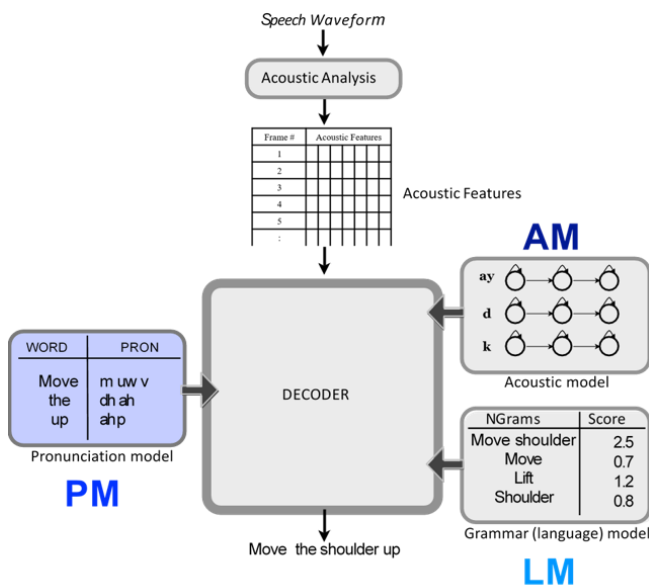 Speech Waveform
Acoustic Analysis
Frame # Acoustic Features
1
2
3
4
5
:
Acoustic Features
AM
ay
d
k
Acoustic model
DECODER
WORD PRON
Move m uw v
the dh ah
up ah p
Pronunciation model
PM
NGrams Score
Move shoulder 2.5
Move 0.7
Lift 1.2
Shoulder 0.8
Grammar (language) model
LM
Move the shoulder up